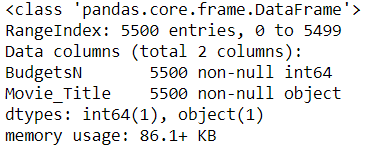 <class 'pandas.core.frame.DataFrame'>
RangeIndex: 5500 entries, 0 to 5499
Data columns (total 2 columns):
BudgetsN       5500 non-null int64
Movie_Title    5500 non-null object
dtypes: int64(1), object(1)
memory usage: 86.1+ KB